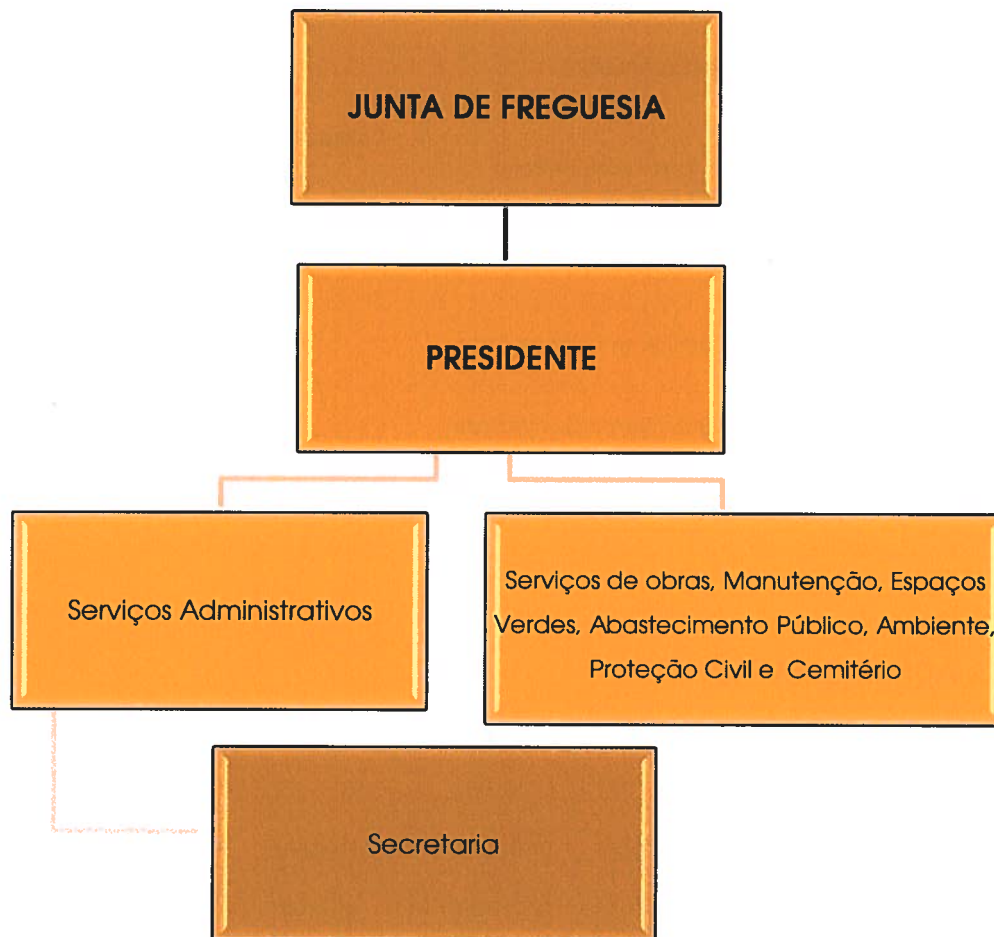 JUNTA DE FREGUESIA
PRESIDENTE
Serviços Administrativos
Serviços de obras, Manutenção, Espaços
Verdes, Abastecimento Público, Ambiente,
Proteção Civil e Cemitério
Secretaria